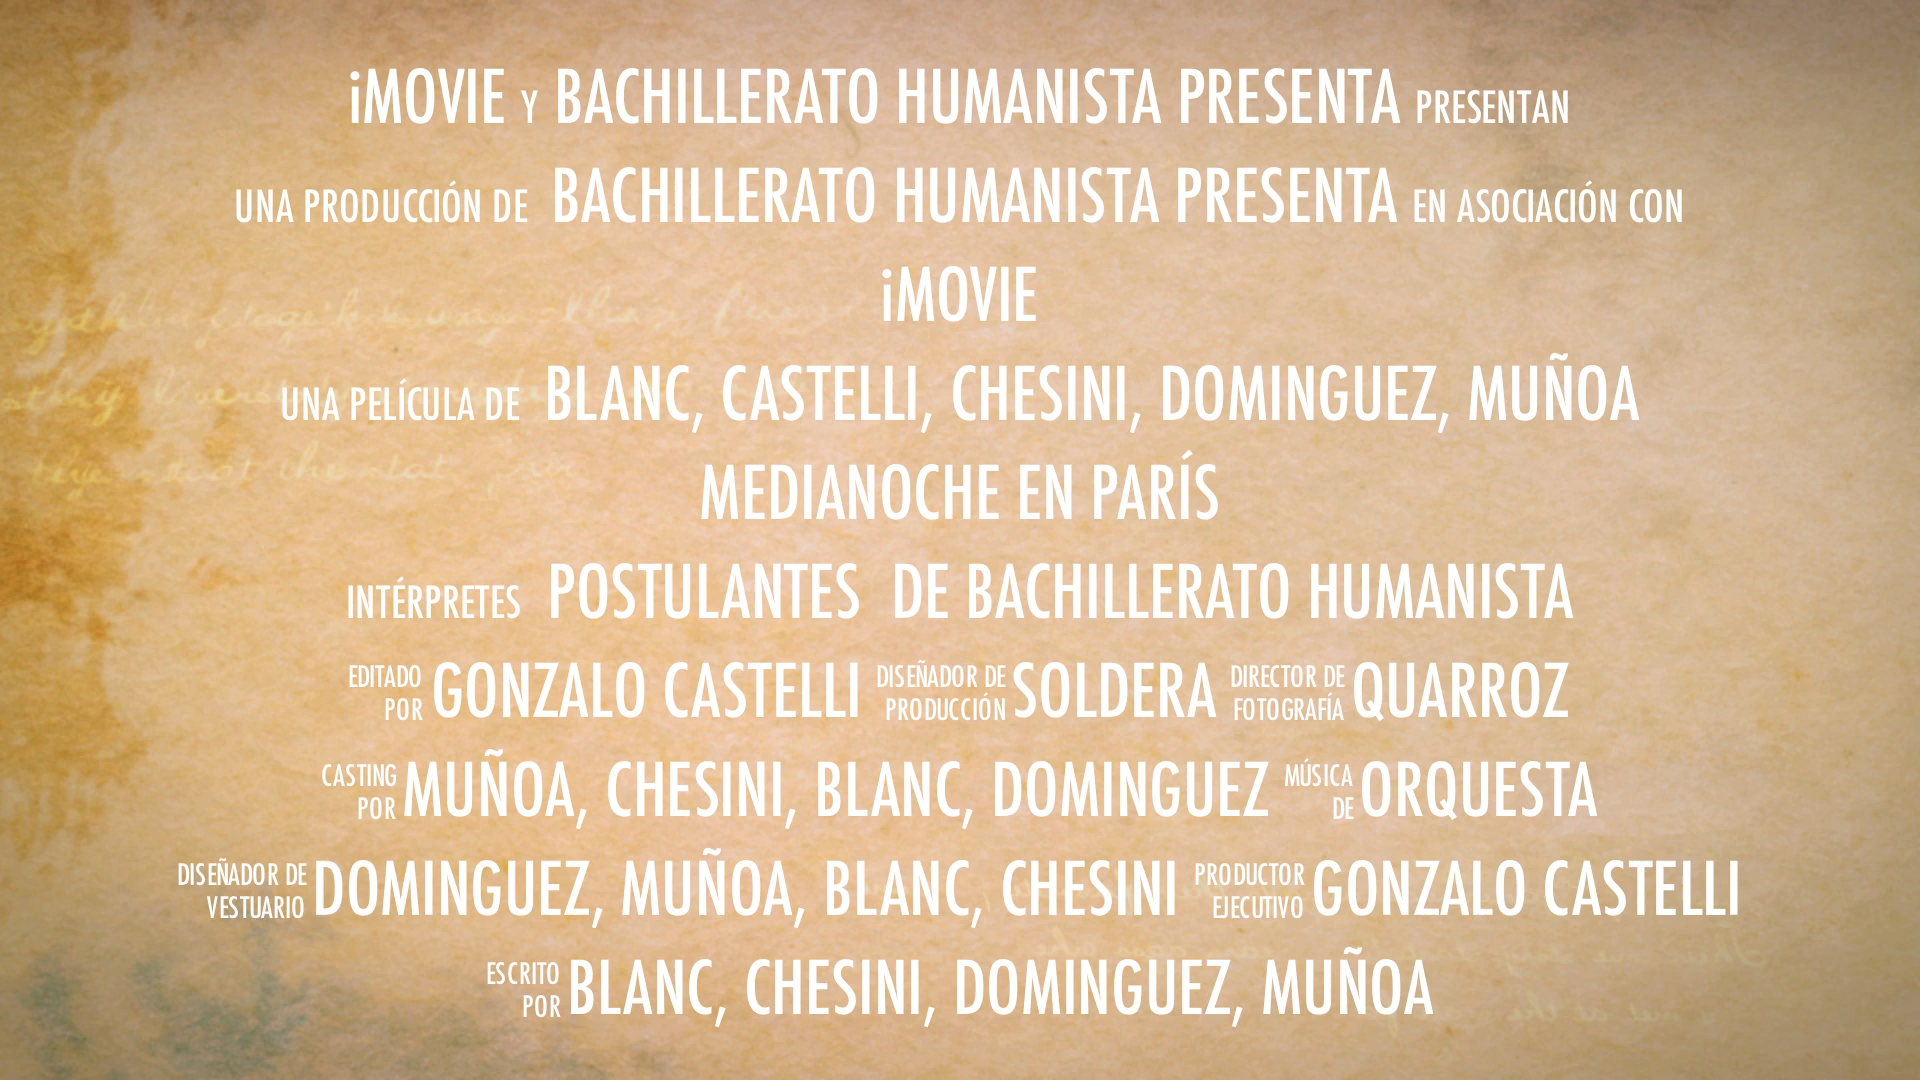 iMOVIE Y BACHILLERATO HUMANISTA PRESENTA PRESENTAN
UNA PRODUCCIÓN DE BACHILLERATO HUMANISTA PRESENTA EN ASOCIACIÓN CON
iMOVIE
UNA PELÍCULA DE BLANC, CASTELLI, CHESINI, DOMINGUEZ, MUÑOA
MEDIANOCHE EN PARÍS
INTÉRPRETES POSTULANTES DE BACHILLERATO HUMANISTA
EDITADO POR GONZALO CASTELLI DISEÑADOR DE PRODUCCIÓN SOLDERA DIRECTOR DE FOTOGRAFÍA QUARROZ
CASTING POR MUÑOA, CHESINI, BLANC, DOMINGUEZ MÚSICA DE ORQUESTA
DISEÑADOR DE VESTUARIO DOMINGUEZ, MUÑOA, BLANC, CHESINI PRODUCTOR EJECUTIVO GONZALO CASTELLI
ESCRITO POR BLANC, CHESINI, DOMINGUEZ, MUÑOA